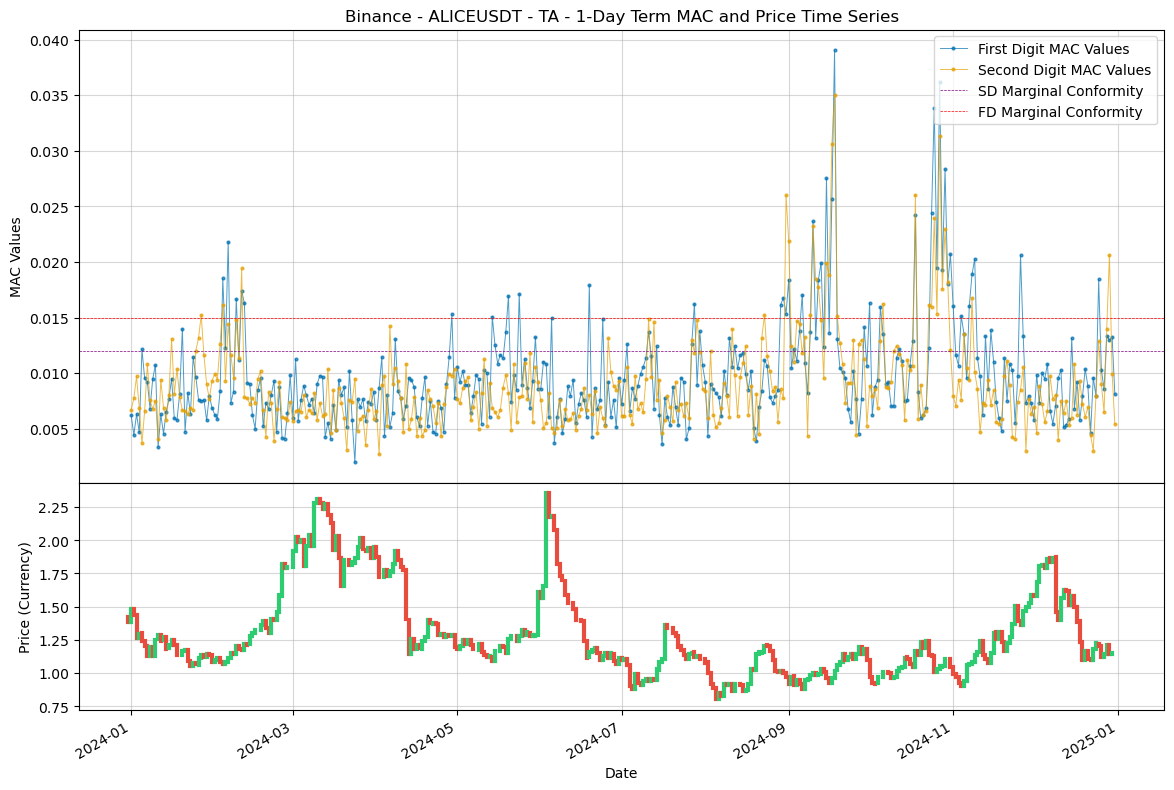 Binance - ALICEUSDT - TA - 1-Day Term MAC and Price Time Series
First Digit MAC Values
Second Digit MAC Values
SD Marginal Conformity
FD Marginal Conformity
MAC Values
0.040
0.035
0.030
0.025
0.020
0.015
0.010
0.005
Price (Currency)
2.25
2.00
1.75
1.50
1.25
1.00
0.75
2024-01
2024-03
2024-05
2024-07
2024-09
2024-11
2025-01
Date